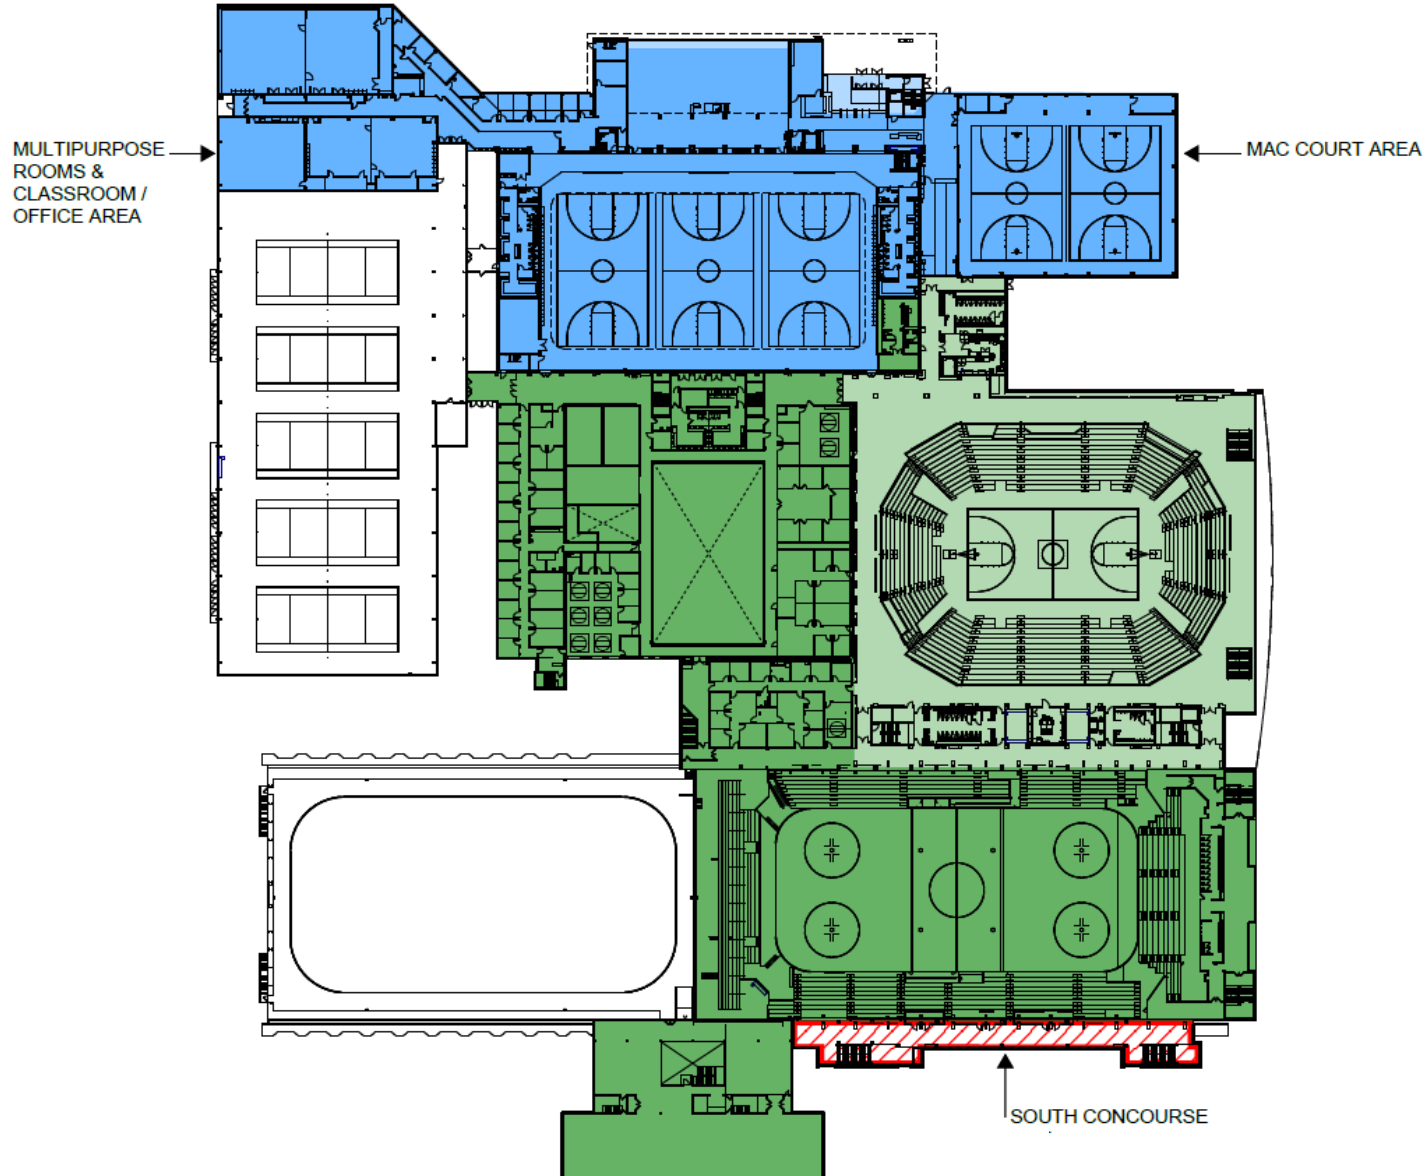 MULTIPURPOSE
ROOMS &
CLASSROOM /
OFFICE AREA
MAC COURT AREA
SOUTH CONCOURSE